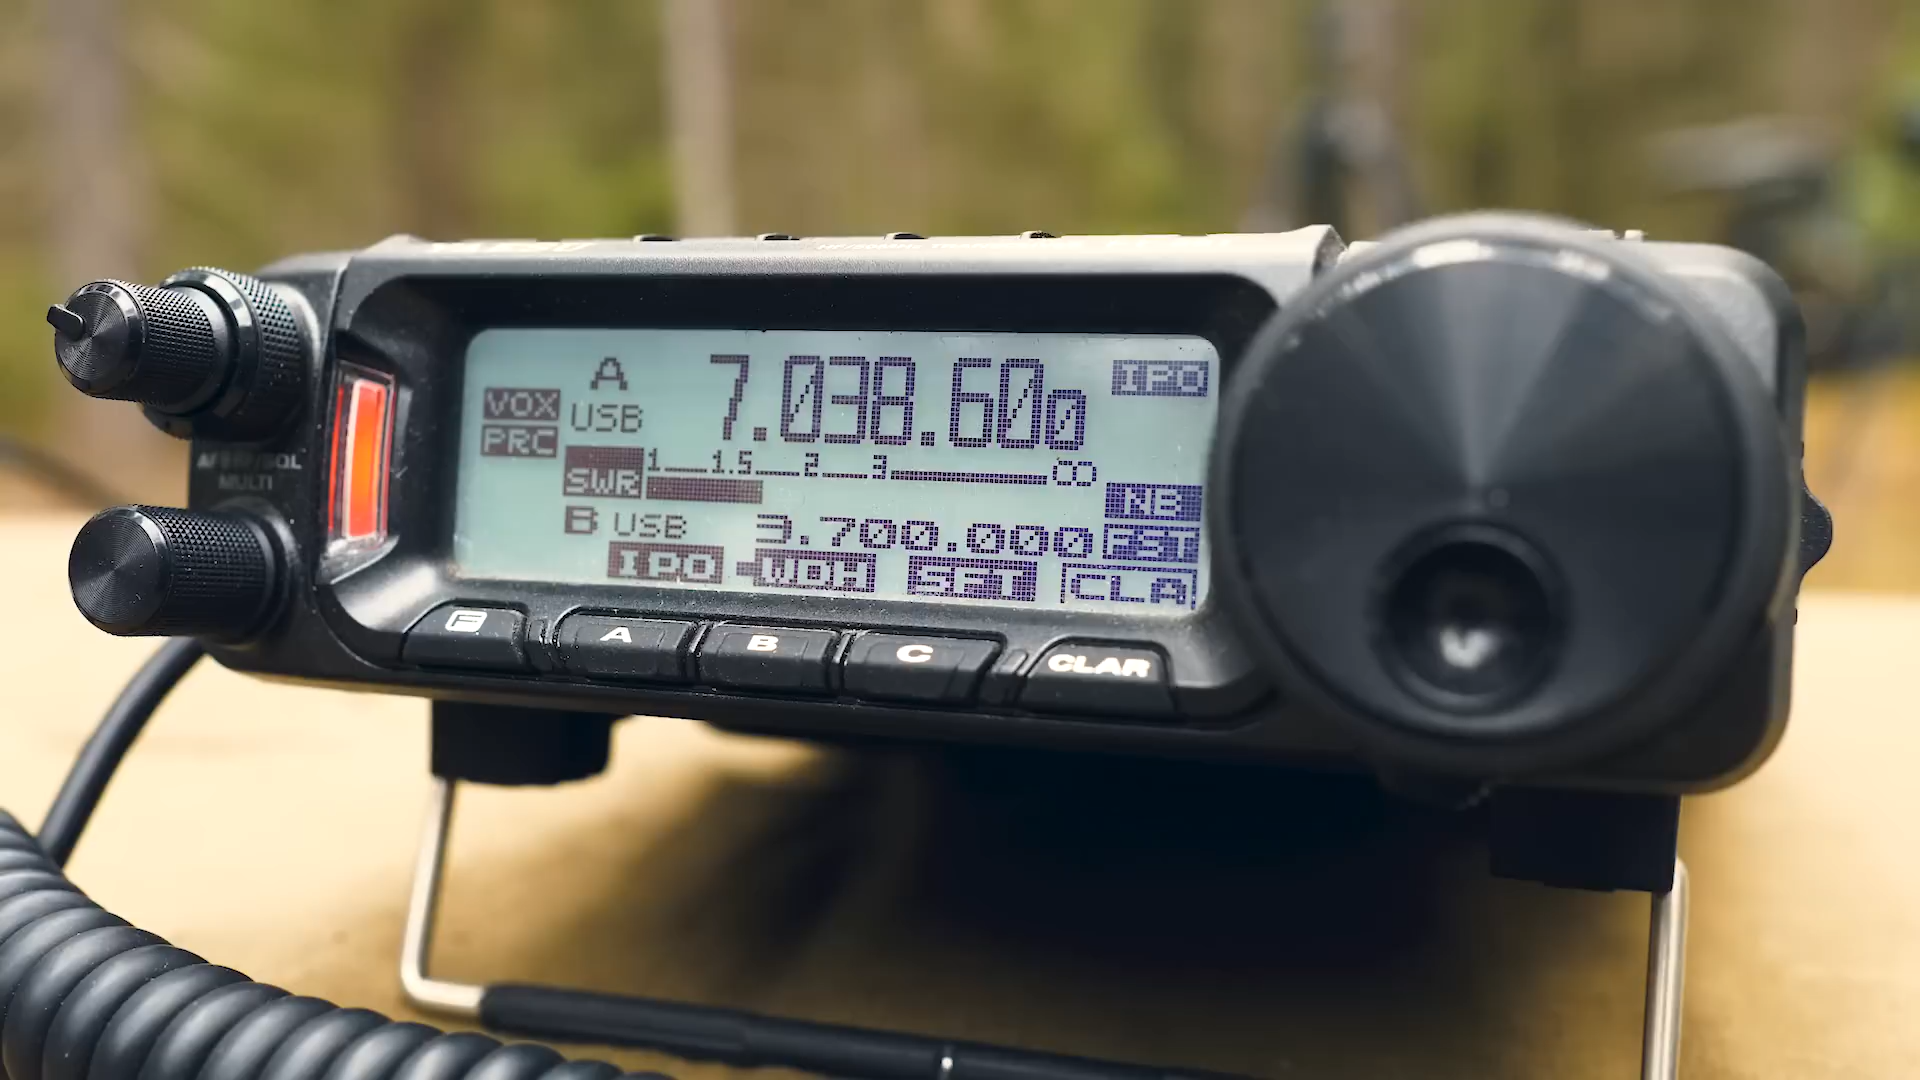 A 7.038.600 IPO
VOX USB
PRC
1 1.5 2 3 ∞
SWR
NB
B USB 3.700.000 FST
IPO WDH SFT CLA
MULTI
F A B C CLAR